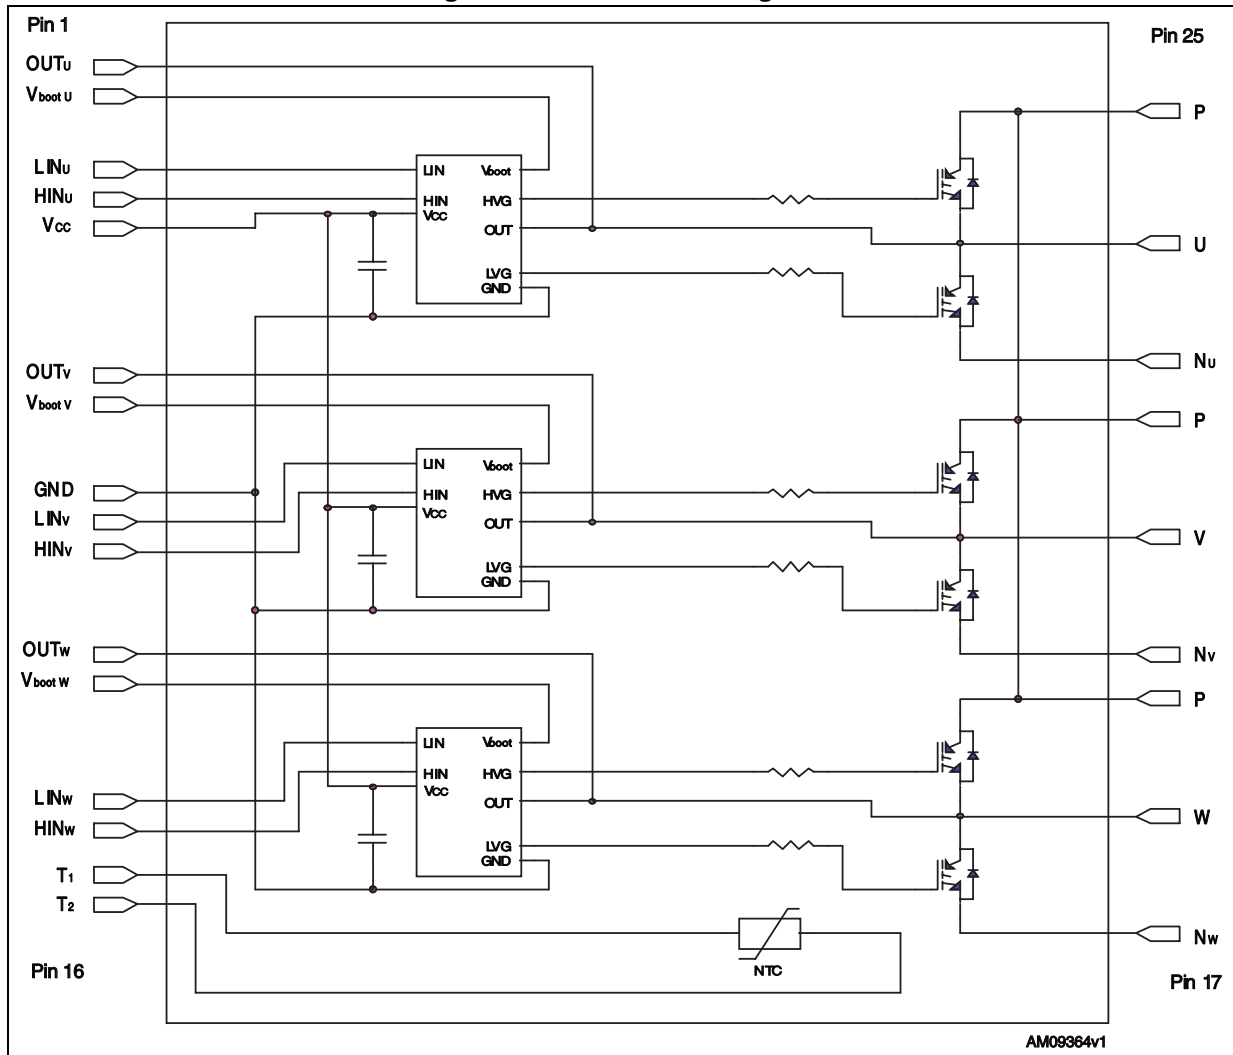 Pin 1
Pin 25
OUTU
Vboot U
P
LINU
LIN
Vboot
HINU
HIN
HVG
VCC
VCC
OUT
U
LVG
GND
NU
OUTV
Vboot V
P
LIN
Vboot
GND
HIN
HVG
LINV
VCC
OUT
V
HINV
LVG
GND
OUTW
NV
Vboot W
P
LIN
Vboot
HIN
HVG
LINW
VCC
OUT
W
HINW
LVG
GND
T1
T2
NW
NTC
Pin 16
Pin 17
AM09364v1